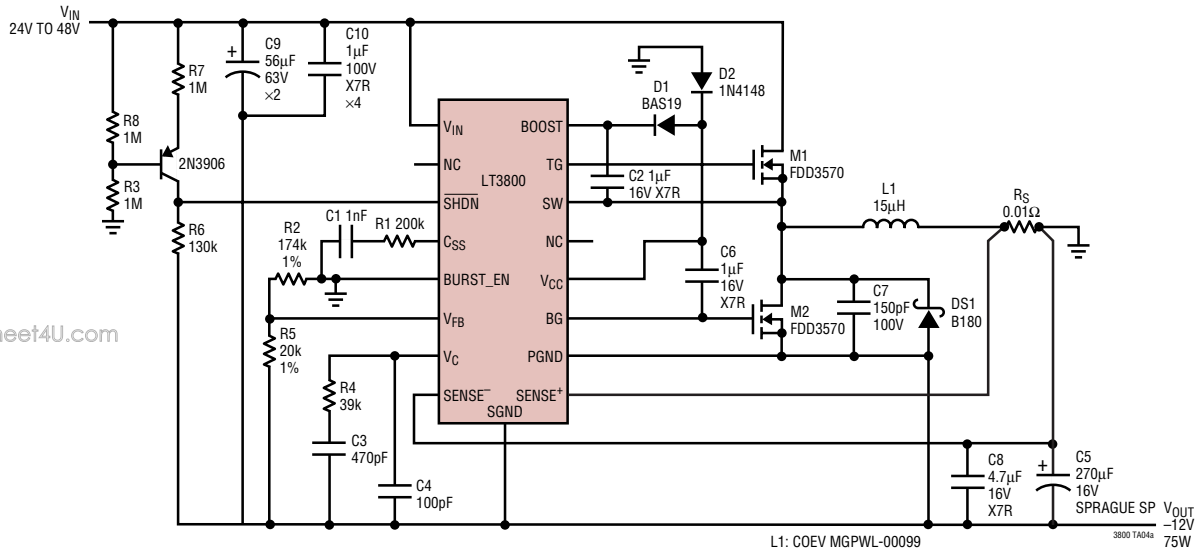 VIN
24V TO 48V
R8
1M
R3
1M
R7
1M
2N3906
R6
130k
+
C9
56µF
63V
×2
C10
1µF
100V
X7R
×4
R2
174k
1%
C1 1nF
R1 200k
R5
20k
1%
R4
39k
C3
470pF
C4
100pF
LT3800
VIN
NC
SHDN
CSS
BURST_EN
VFB
VC
SENSE–
SGND
BOOST
TG
SW
NC
VCC
BG
PGND
SENSE+
D1
BAS19
D2
1N4148
C2 1µF
16V X7R
C6
1µF
16V
X7R
M1
FDD3570
M2
FDD3570
L1
15µH
RS
0.01Ω
C7
150pF
100V
DS1
B180
C8
4.7µF
16V
X7R
+
C5
270µF
16V
SPRAGUE SP
VOUT
–12V
75W
3800 TA04a
L1: COEV MGPWL-00099
eet4U.com